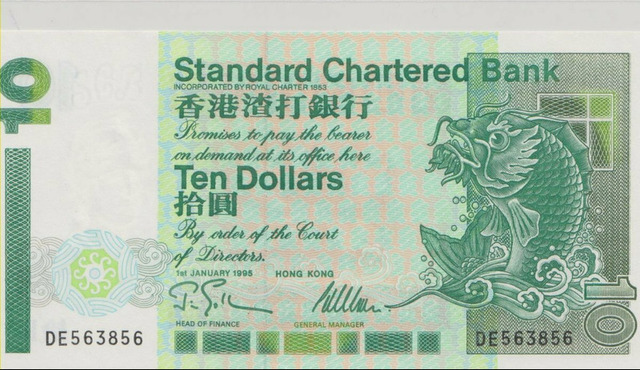 10
Standard Chartered Bank
INCORPORATED BY ROYAL CHARTER 1853
香港渣打銀行
Promises to pay the bearer
on demand at its office here
Ten Dollars
拾圓
By order of the Court
of Directors.
1st JANUARY 1995 HONG KONG
HEAD OF FINANCE GENERAL MANAGER
DE563856 DE563856
10